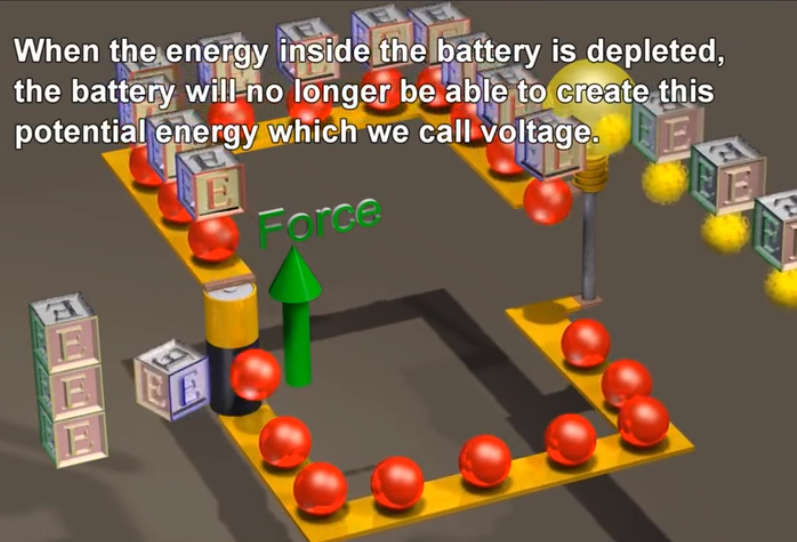 When the energy inside the battery is depleted,
the battery will no longer be able to create this
potential energy which we call voltage.
Force
E
E
E
E
E
E
E
E
E
E